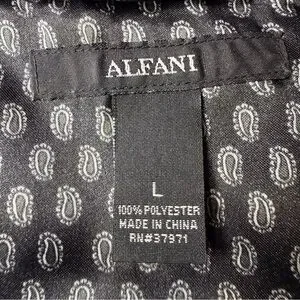 ALFANI
L
100% POLYESTER
MADE IN CHINA
RN#37971